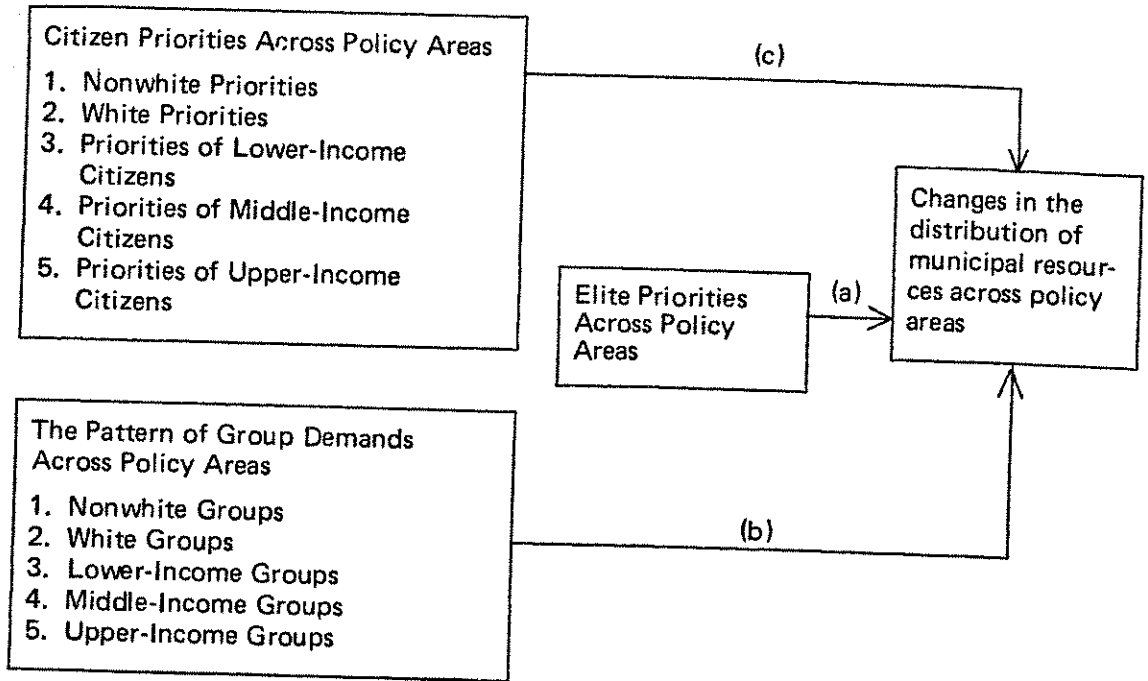 Citizen Priorities Across Policy Areas
1. Nonwhite Priorities
2. White Priorities
3. Priorities of Lower-Income
Citizens
4. Priorities of Middle-Income
Citizens
5. Priorities of Upper-Income
Citizens
(c)
Changes in the
distribution of
municipal resour-
ces across policy
areas
Elite Priorities
Across Policy
Areas
(a)
The Pattern of Group Demands
Across Policy Areas
1. Nonwhite Groups
2. White Groups
3. Lower-Income Groups
4. Middle-Income Groups
5. Upper-Income Groups
(b)